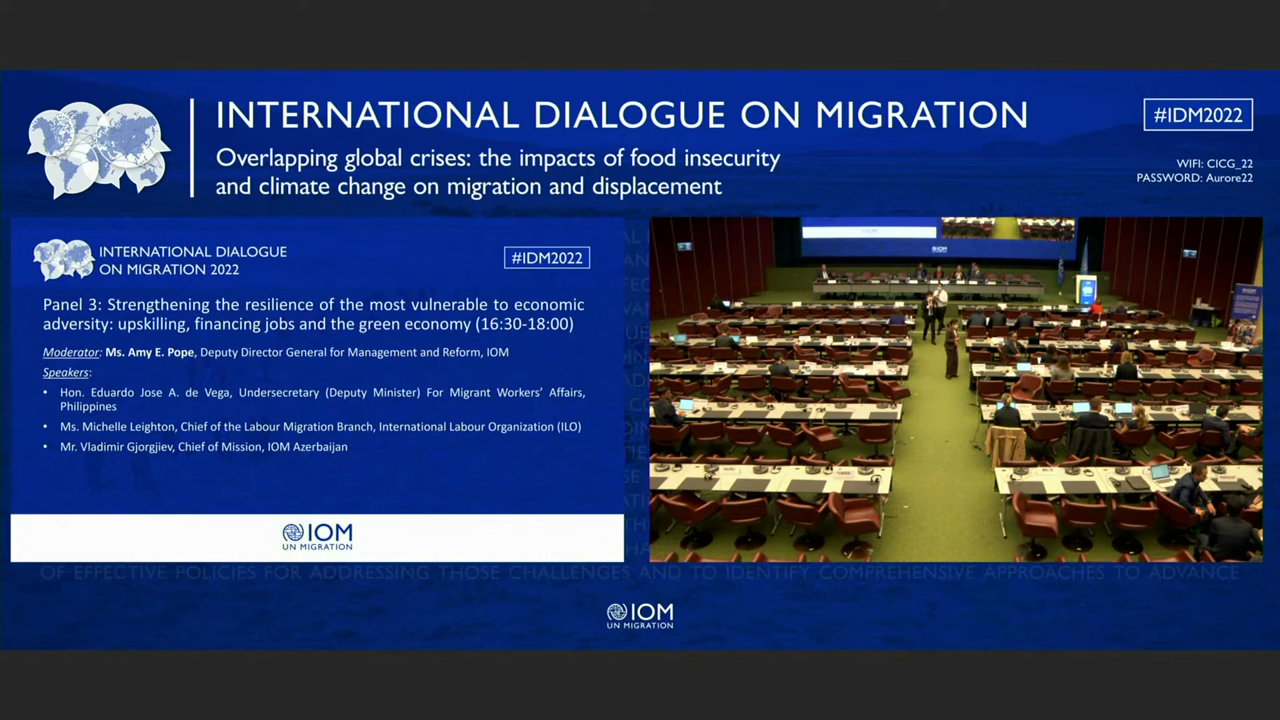 INTERNATIONAL DIALOGUE ON MIGRATION
Overlapping global crises: the impacts of food insecurity
and climate change on migration and displacement
#IDM2022
WIFI: CICG_22
PASSWORD: Aurore22
INTERNATIONAL DIALOGUE
ON MIGRATION 2022
#IDM2022
Panel 3: Strengthening the resilience of the most vulnerable to economic
adversity: upskilling, financing jobs and the green economy (16:30-18:00)
Moderator: Ms. Amy E. Pope, Deputy Director General for Management and Reform, IOM
Speakers:
• Hon. Eduardo Jose A. de Vega, Undersecretary (Deputy Minister) For Migrant Workers’ Affairs,
Philippines
• Ms. Michelle Leighton, Chief of the Labour Migration Branch, International Labour Organization (ILO)
• Mr. Vladimir Gjorgjiev, Chief of Mission, IOM Azerbaijan
IOM
UN MIGRATION
IOM
OF EFFECTIVE POLICIES FOR ADDRESSING THOSE CHALLENGES AND TO IDENTIFY COMPREHENSIVE APPROACHES TO ADVANCE
IOM
UN MIGRATION